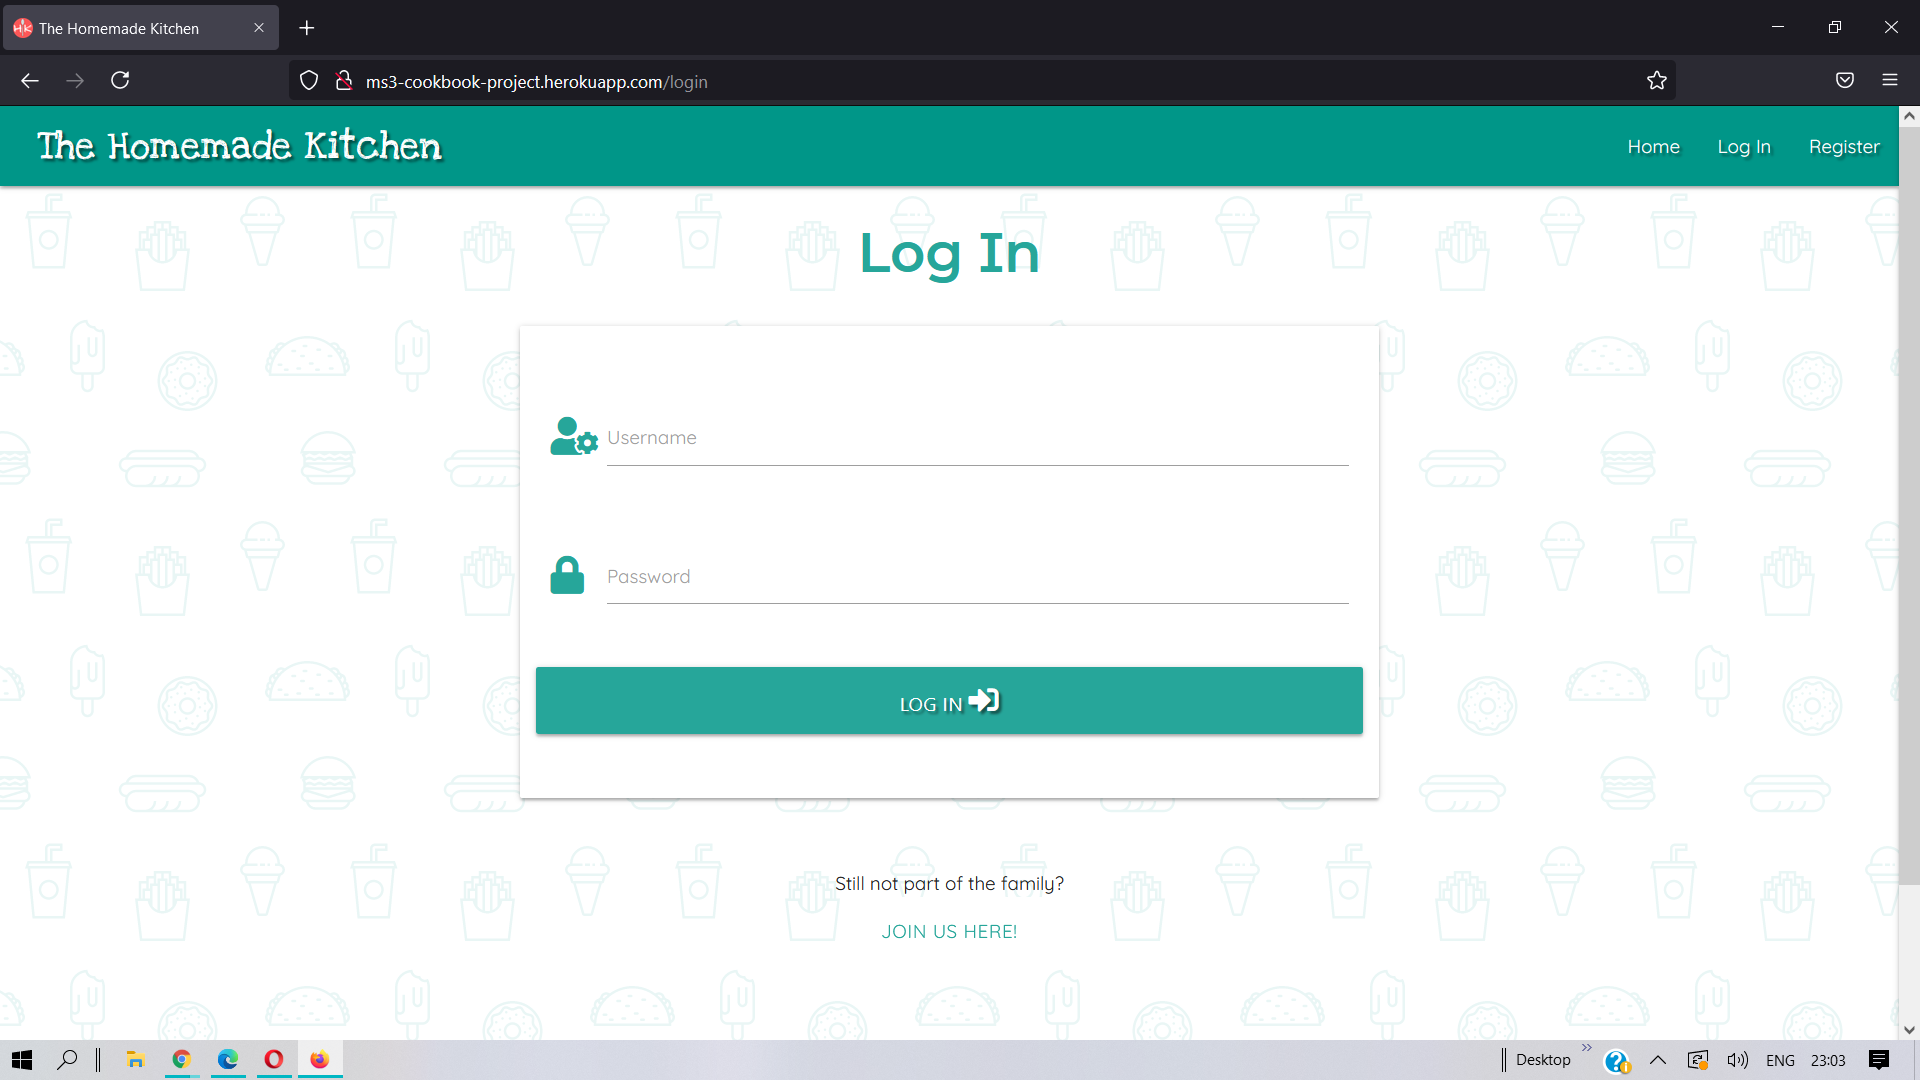 The Homemade Kitchen
ms3-cookbook-project.herokuapp.com/login
The Homemade Kitchen
Home Log In Register
Log In
Username
Password
LOG IN
Still not part of the family?
JOIN US HERE!
Desktop
ENG
23:03